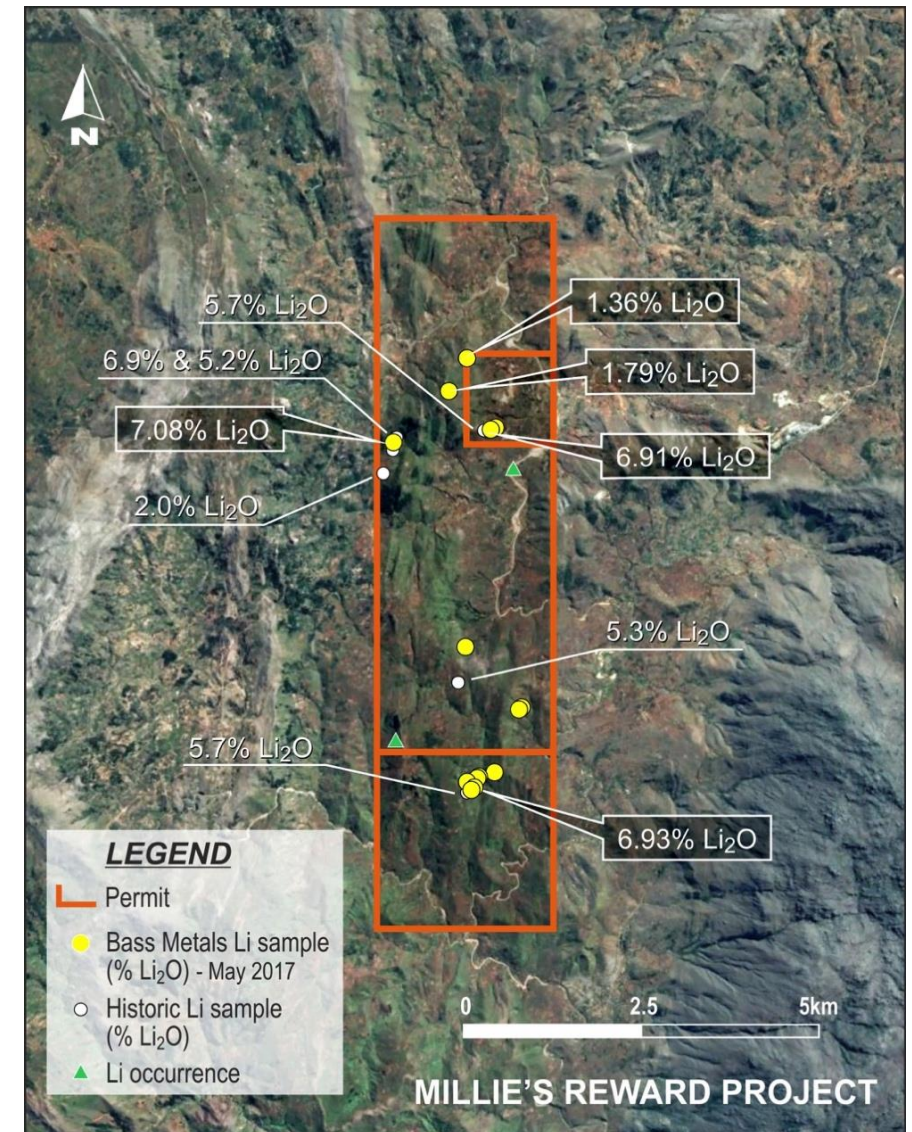 N
5.7% Li₂O
1.36% Li₂O
6.9% & 5.2% Li₂O
1.79% Li₂O
7.08% Li₂O
6.91% Li₂O
2.0% Li₂O
5.3% Li₂O
5.7% Li₂O
6.93% Li₂O
LEGEND
Permit
Bass Metals Li sample
(% Li₂O) - May 2017
Historic Li sample
(% Li₂O)
Li occurrence
0 2.5 5km
MILLIE'S REWARD PROJECT